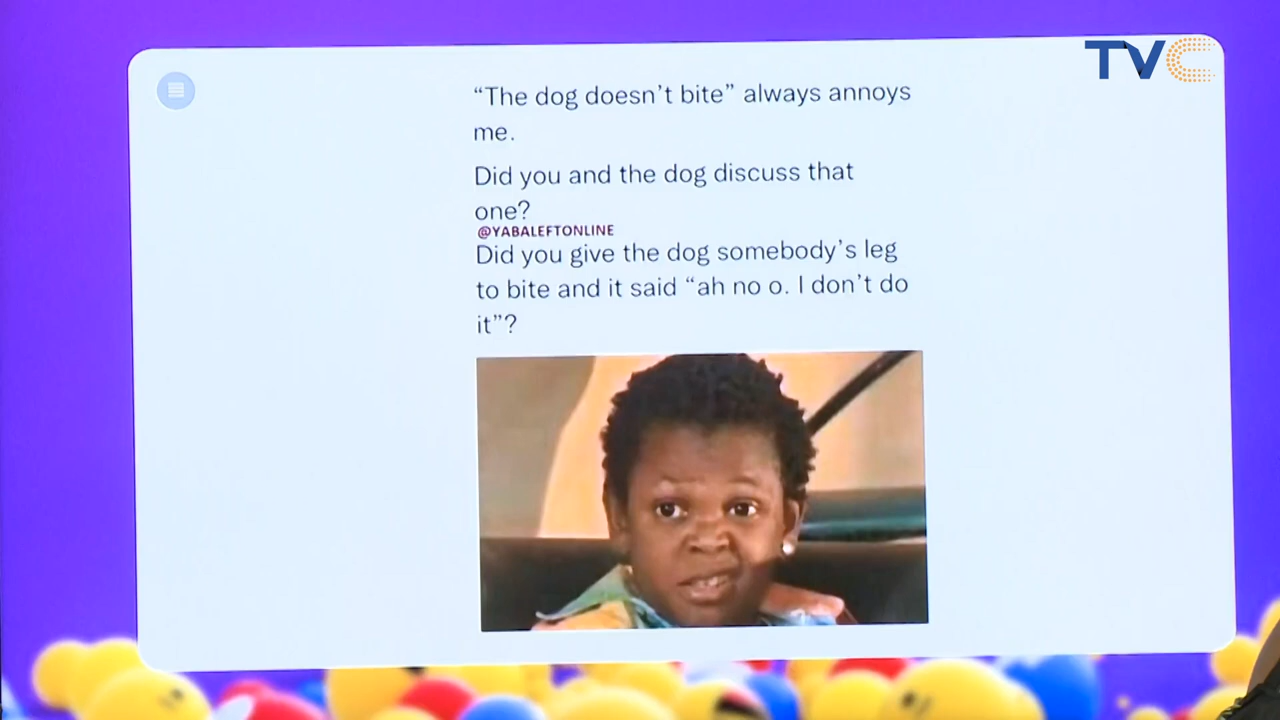 TVC
“The dog doesn’t bite” always annoys
me.
Did you and the dog discuss that
one?
@YABALEFTONLINE
Did you give the dog somebody’s leg
to bite and it said “ah no o. I don’t do
it”?